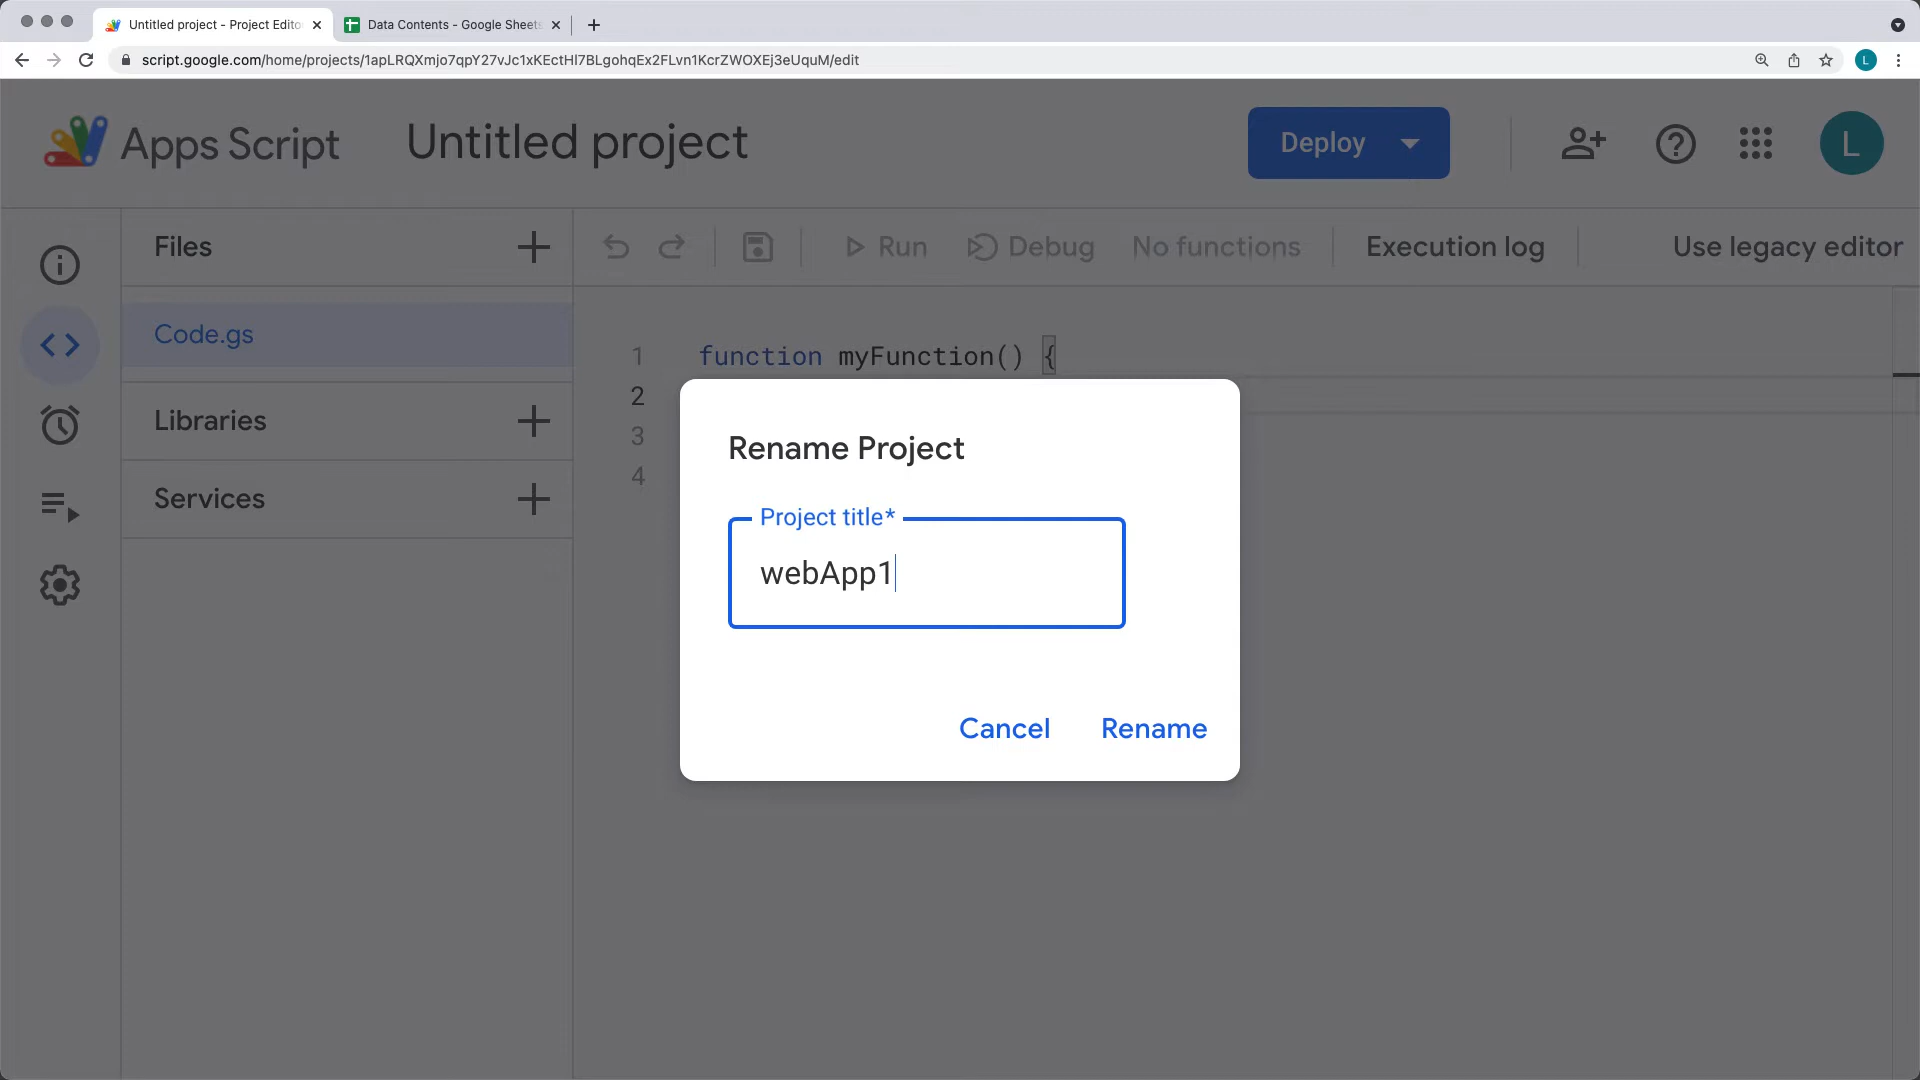 Untitled project - Project Edito
Data Contents - Google Sheets
script.google.com/home/projects/1apLRQXmjo7qpY27vJc1xKEctHl7BLgohqEx2FLvn1KcrZWOXEj3eUquM/edit
L
Apps Script
Untitled project
Deploy
L
Files
Run
Debug
No functions
Execution log
Use legacy editor
Code.gs
Libraries
Services
1 function myFunction() {
2
3
4
Rename Project
Project title*
webApp1
Cancel Rename